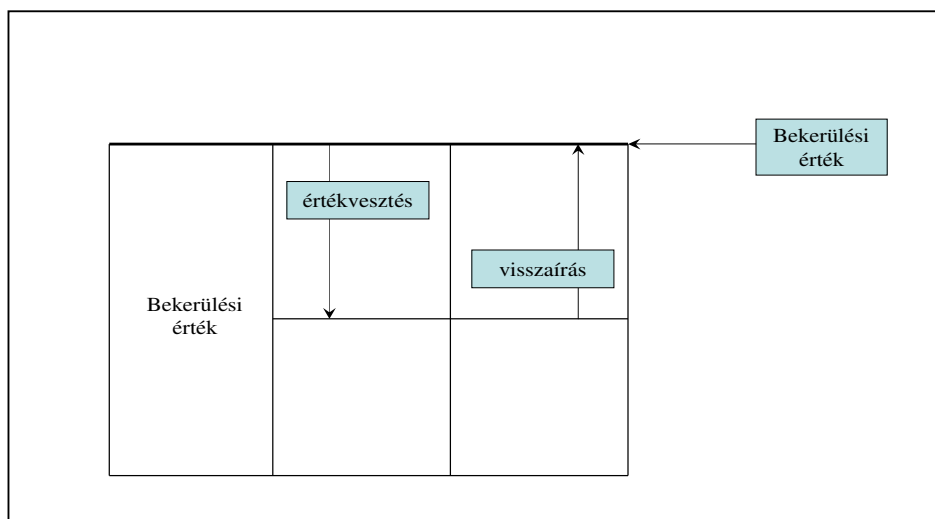 Bekerülési
érték
értékvesztés
visszaírás
Bekerülési
érték